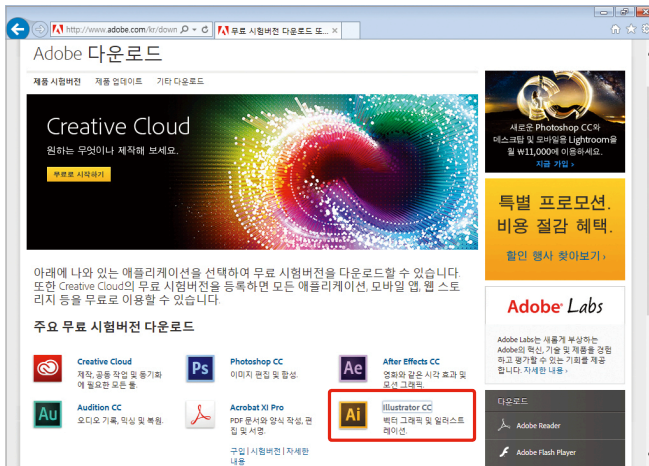 http://www.adobe.com/kr/down
무료 시험버전 다운로드 또...
Adobe 다운로드
제품 시험버전 제품 업데이트 기타 다운로드
Creative Cloud
원하는 무엇이나 제작해 보세요.
무료로 시작하기
새로운 Photoshop CC와
데스크탑 및 모바일용 Lightroom을
월 ₩11,000에 이용하세요.
지금 가입 ›
특별 프로모션.
비용 절감 혜택.
할인 행사 찾아보기 ›
아래에 나와 있는 애플리케이션을 선택하여 무료 시험버전을 다운로드할 수 있습니다.
또한 Creative Cloud의 무료 시험버전을 등록하면 모든 애플리케이션, 모바일 앱, 웹 스토
리지 등을 무료로 이용할 수 있습니다.
주요 무료 시험버전 다운로드
Creative Cloud
제작, 공동 작업 및 동기화
에 필요한 모든 툴.
Ps
Photoshop CC
이미지 편집 및 합성.
Ae
After Effects CC
영화와 같은 시각 효과 및
모션 그래픽.
Au
Audition CC
오디오 기록, 믹싱 및 복원.
Acrobat XI Pro
PDF 문서와 양식 작성, 편
집 및 서명.
구입 | 시험버전 | 자세한
내용
Ai
Illustrator CC
벡터 그래픽 및 일러스트
레이션.
Adobe Labs
Adobe Labs는 새롭게 부상하는
Adobe의 혁신, 기술 및 제품을 경험
하고 평가할 수 있는 기회를 제공
합니다. 자세한 내용 ›
다운로드
Adobe Reader
Adobe Flash Player